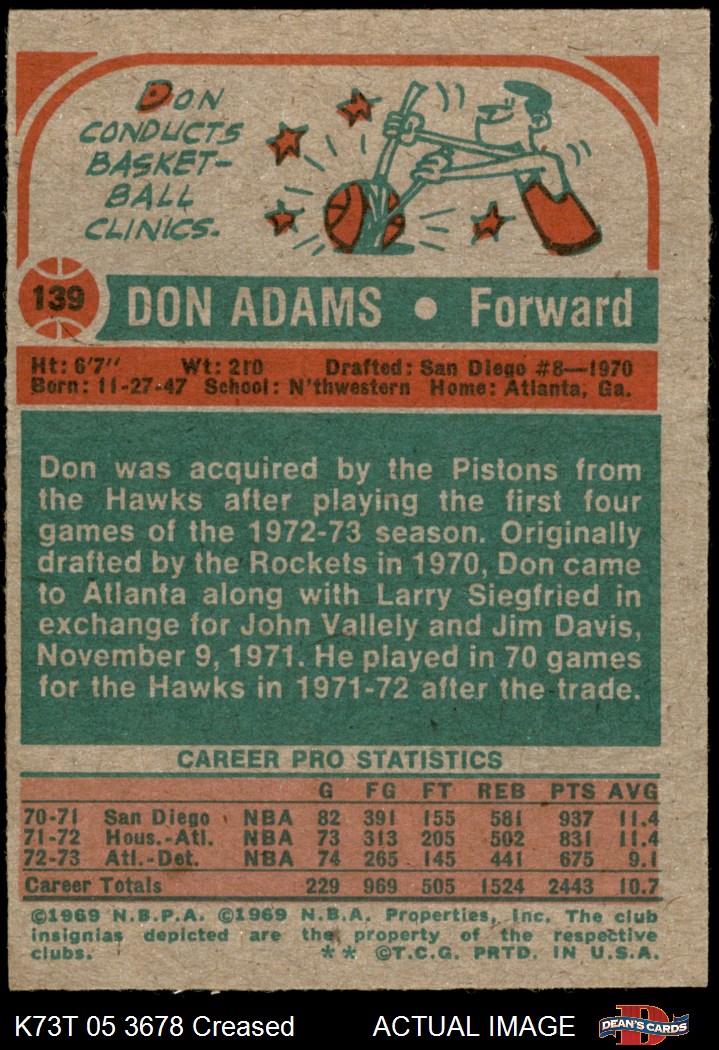 DON
CONDUCTS
BASKET-
BALL
CLINICS.
139
DON ADAMS • Forward
Ht: 6'7" Wt: 210 Drafted: San Diego #8—1970
Born: 11-27-47 School: N'thwestern Home: Atlanta, Ga.
Don was acquired by the Pistons from
the Hawks after playing the first four
games of the 1972-73 season. Originally
drafted by the Rockets in 1970, Don came
to Atlanta along with Larry Siegfried in
exchange for John Vallely and Jim Davis,
November 9, 1971. He played in 70 games
for the Hawks in 1971-72 after the trade.
CAREER PRO STATISTICS
G FG FT REB PTS AVG
70-71 San Diego NBA 82 391 155 581 937 11.4
71-72 Hous.-Atl. NBA 73 313 205 502 831 11.4
72-73 Atl.-Det. NBA 74 265 145 441 675 9.1
Career Totals 229 969 505 1524 2443 10.7
©1969 N.B.P.A. ©1969 N.B.A. Properties, Inc. The club
insignias depicted are the property of the respective
clubs. ** ©T.C.G. PRTD. IN U.S.A.
K73T 05 3678 Creased ACTUAL IMAGE
D
DEAN'S CARDS